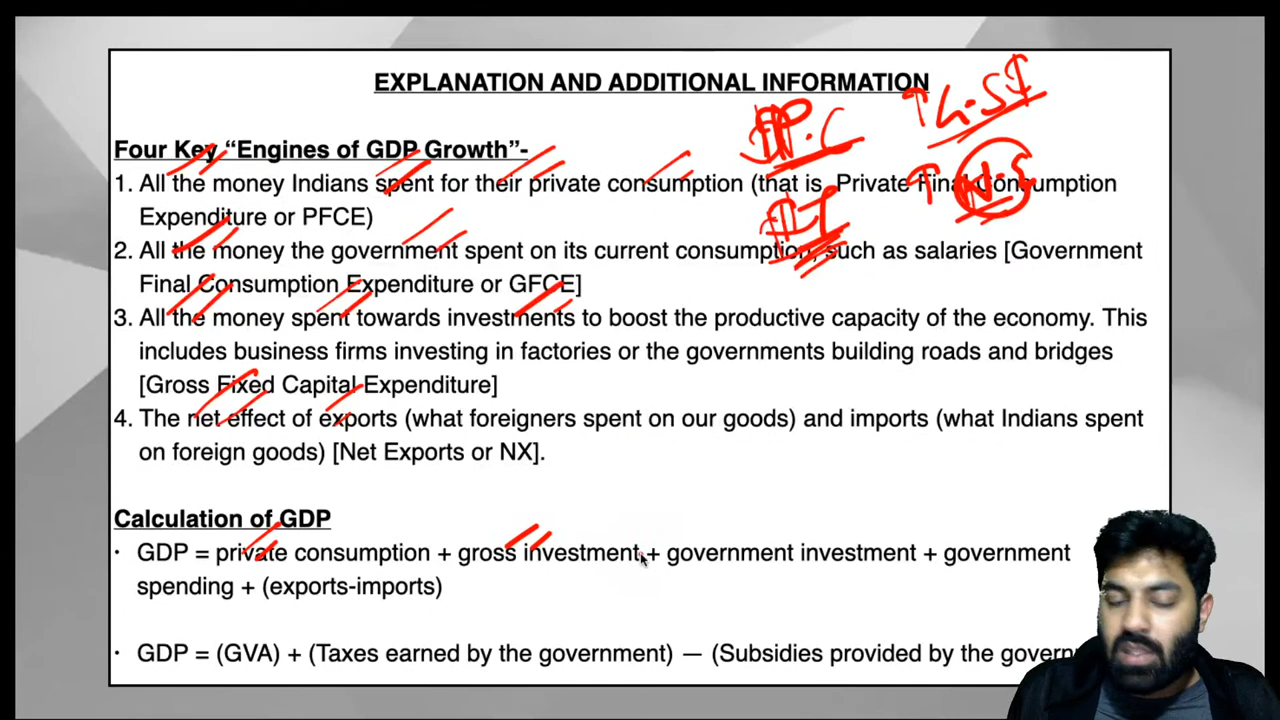 EXPLANATION AND ADDITIONAL INFORMATION
Four Key “Engines of GDP Growth”-
1. All the money Indians spent for their private consumption (that is, Private Final Consumption
Expenditure or PFCE)
2. All the money the government spent on its current consumption, such as salaries [Government
Final Consumption Expenditure or GFCE]
3. All the money spent towards investments to boost the productive capacity of the economy. This
includes business firms investing in factories or the governments building roads and bridges
[Gross Fixed Capital Expenditure]
4. The net effect of exports (what foreigners spent on our goods) and imports (what Indians spent
on foreign goods) [Net Exports or NX].
Calculation of GDP
· GDP = private consumption + gross investment + government investment + government
spending + (exports-imports)
· GDP = (GVA) + (Taxes earned by the government) — (Subsidies provided by the